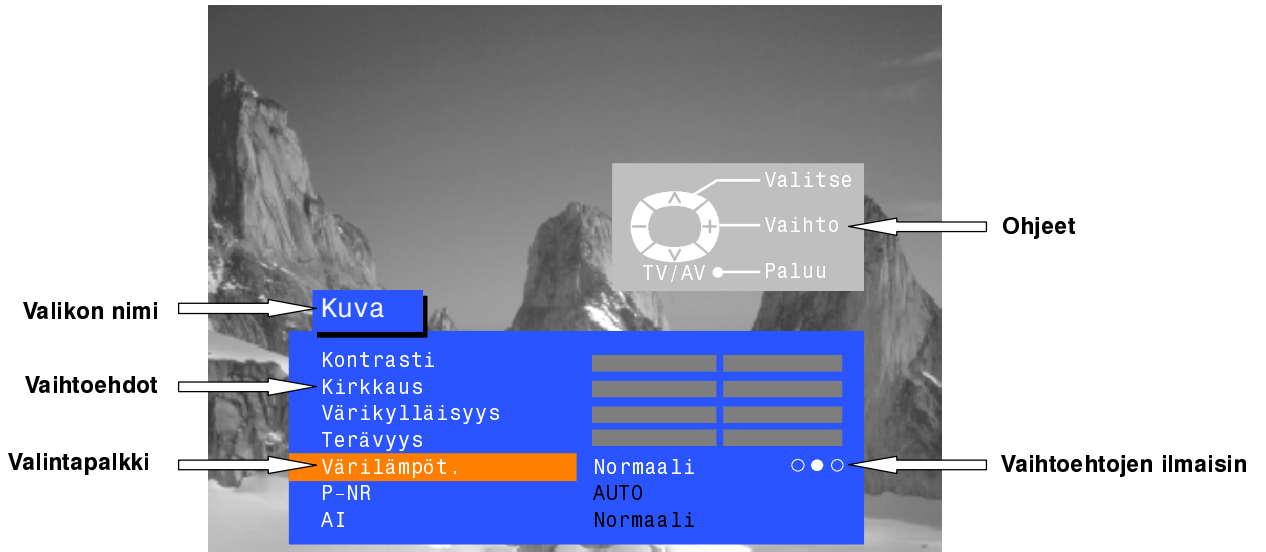 Valitse
Vaihto
Ohjeet
TV/AV
Paluu
Valikon nimi
Kuva
Kontrasti
Vaihtoehdot
Kirkkaus
Värikylläisyys
Terävyys
Valintapalkki
Värilämpöt.
Normaali
Vaihtoehtojen ilmaisin
P-NR
AUTO
AI
Normaali